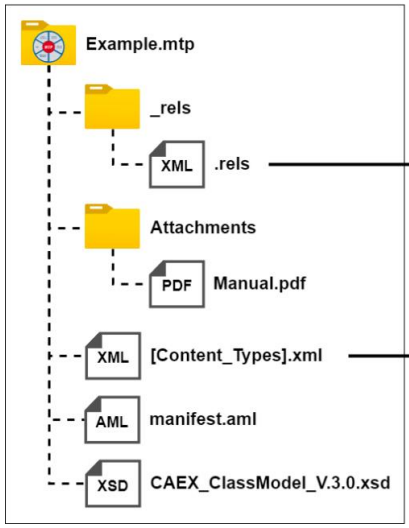 Example.mtp
_rels
XML .rels
Attachments
PDF Manual.pdf
XML [Content_Types].xml
AML manifest.aml
XSD CAEX_ClassModel_V.3.0.xsd